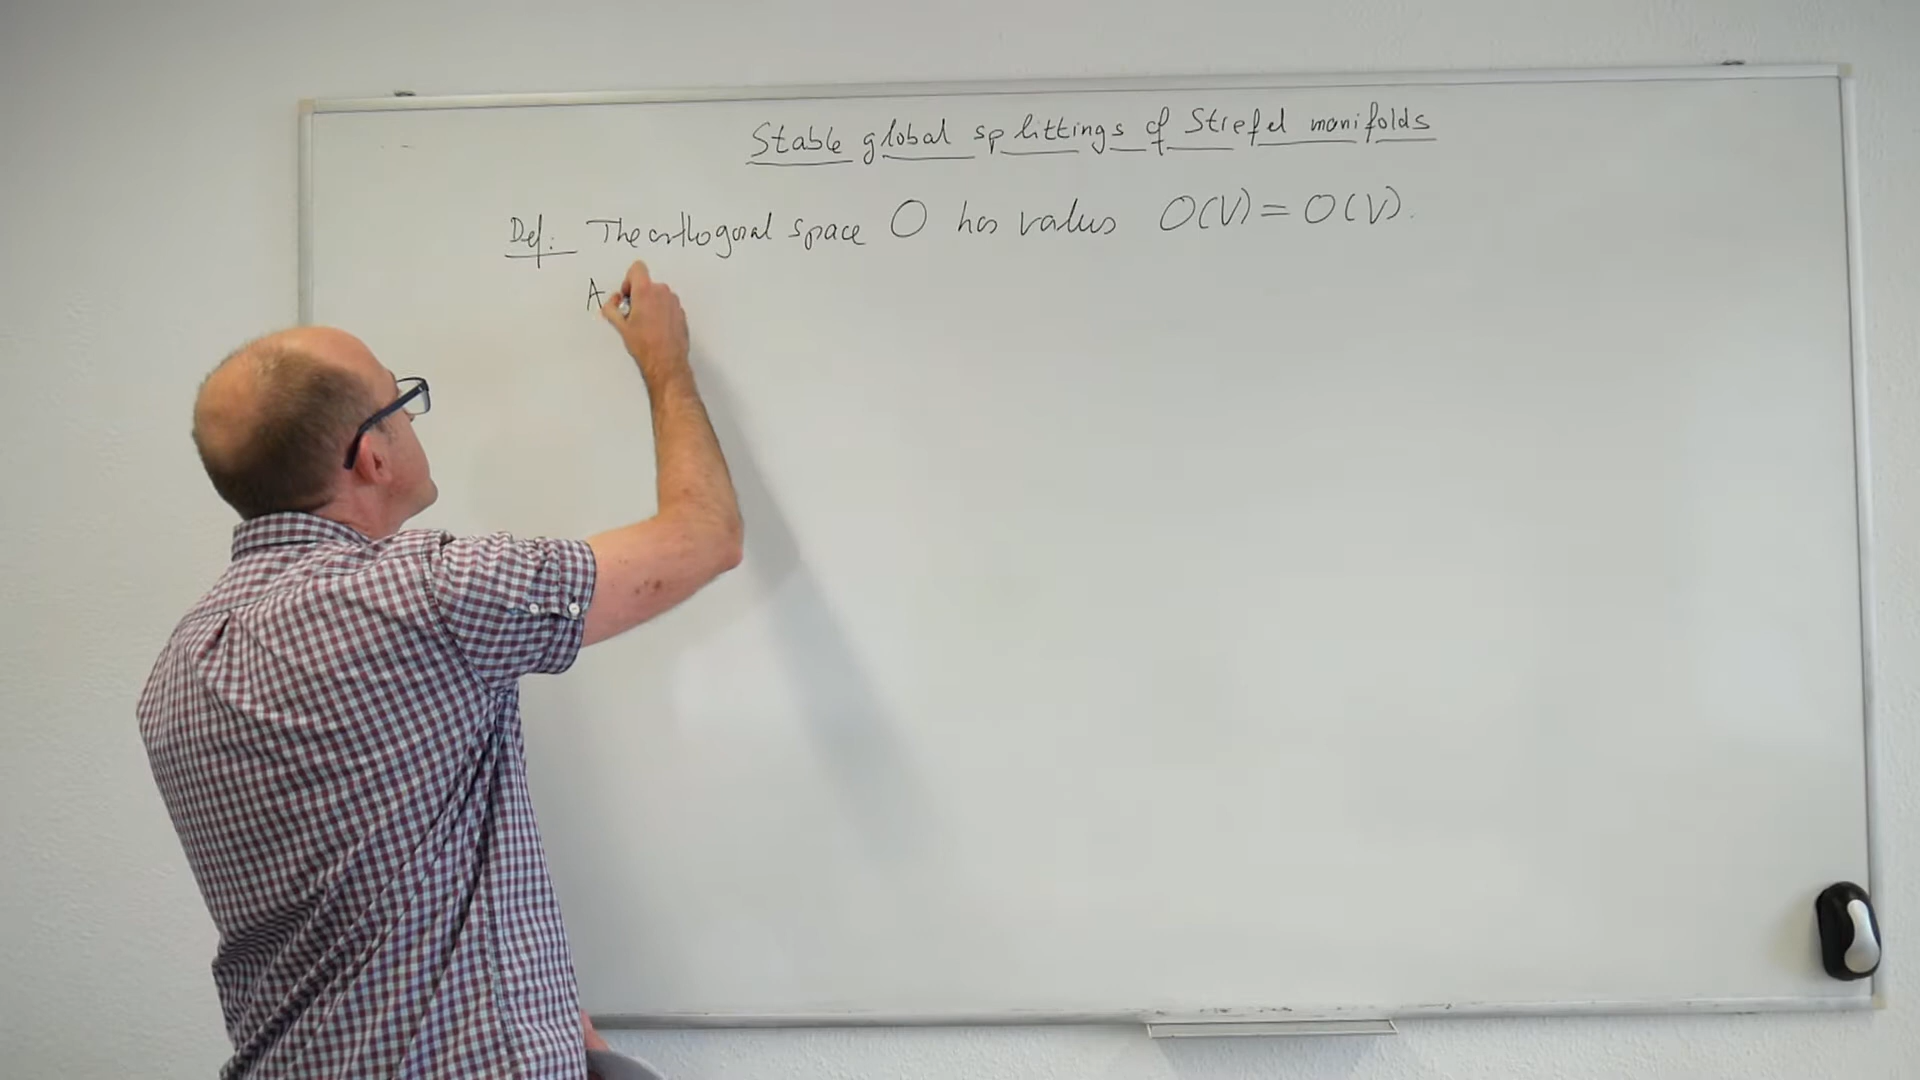 Stable global splittings of Stiefel manifolds
Def: The orthogonal space O has values O(V) = O(V).
A